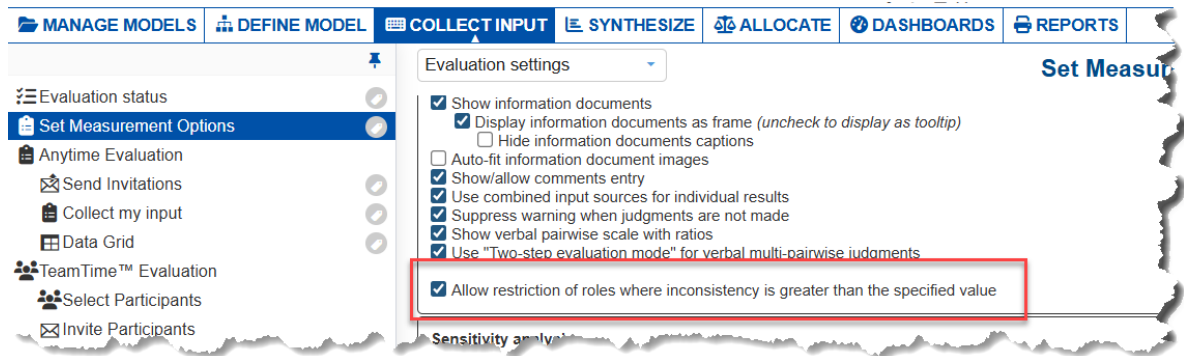 MANAGE MODELS DEFINE MODEL COLLECT INPUT SYNTHESIZE ALLOCATE DASHBOARDS REPORTS
Evaluation settings
Set Measur
Evaluation status
Set Measurement Options
Anytime Evaluation
Send Invitations
Collect my input
Data Grid
TeamTime™ Evaluation
Select Participants
Invite Participants
Show information documents
Display information documents as frame (uncheck to display as tooltip)
Hide information documents captions
Auto-fit information document images
Show/allow comments entry
Use combined input sources for individual results
Suppress warning when judgments are not made
Show verbal pairwise scale with ratios
Use "Two-step evaluation mode" for verbal multi-pairwise judgments
Allow restriction of roles where inconsistency is greater than the specified value
Sensitivity